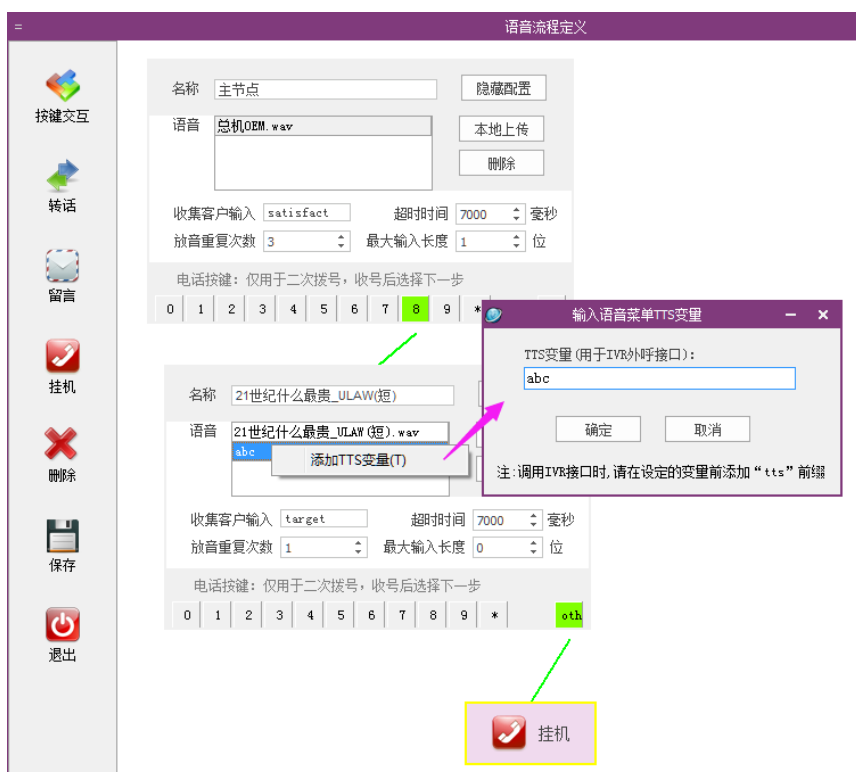 语音流程定义
按键交互
转话
留言
挂机
删除
保存
退出
名称 主节点 隐藏配置
语音 总机OEM.wav 本地上传
删除
收集客户输入 satisfact 超时时间 7000 毫秒
放音重复次数 3 最大输入长度 1 位
电话按键：仅用于二次拨号，收号后选择下一步
0 1 2 3 4 5 6 7 8 9 *
输入语音菜单TTS变量
TTS变量(用于IVR外呼接口):
abc
确定 取消
注:调用IVR接口时,请在设定的变量前添加“tts”前缀
名称 21世纪什么最贵_ULAW(短)
语音 21世纪什么最贵_ULAW(短).wav
abc
添加TTS变量(T)
收集客户输入 target 超时时间 7000 毫秒
放音重复次数 1 最大输入长度 0 位
电话按键：仅用于二次拨号，收号后选择下一步
0 1 2 3 4 5 6 7 8 9 * oth
挂机